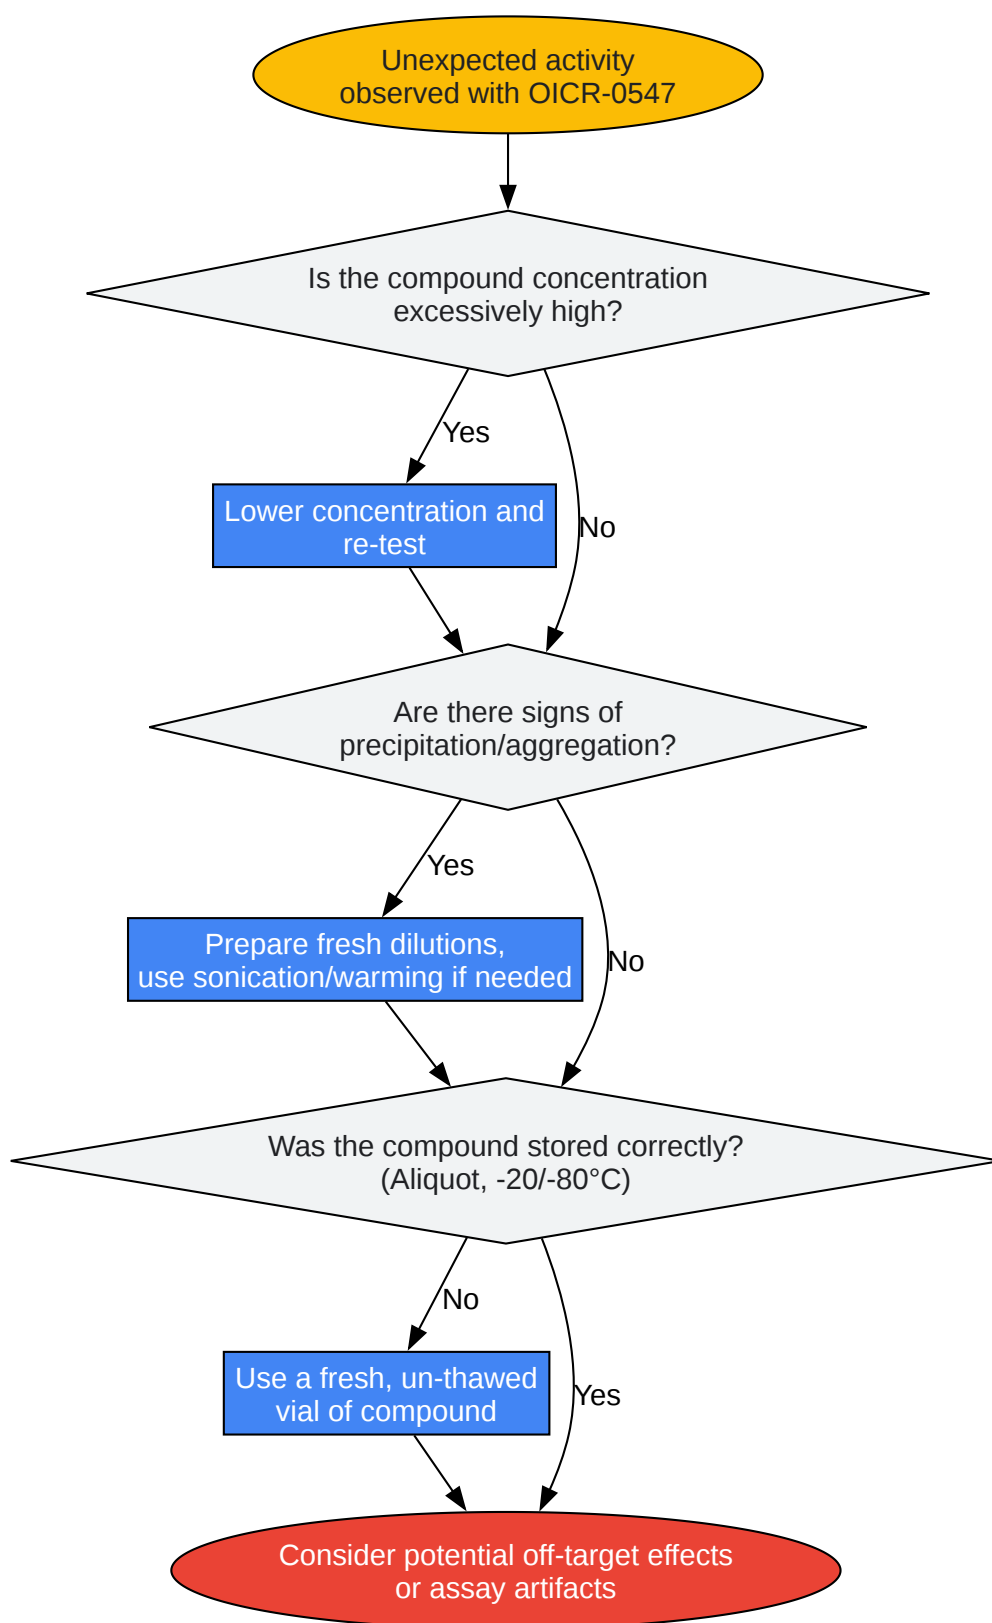 Unexpected activity
observed with OICR-0547
Is the compound concentration
excessively high?
Yes
Lower concentration and
re-test
No
Are there signs of
precipitation/aggregation?
Yes
Prepare fresh dilutions,
use sonication/warming if needed
No
Was the compound stored correctly?
(Aliquot, -20/-80°C)
No
Use a fresh, un-thawed
vial of compound
Yes
Consider potential off-target effects
or assay artifacts